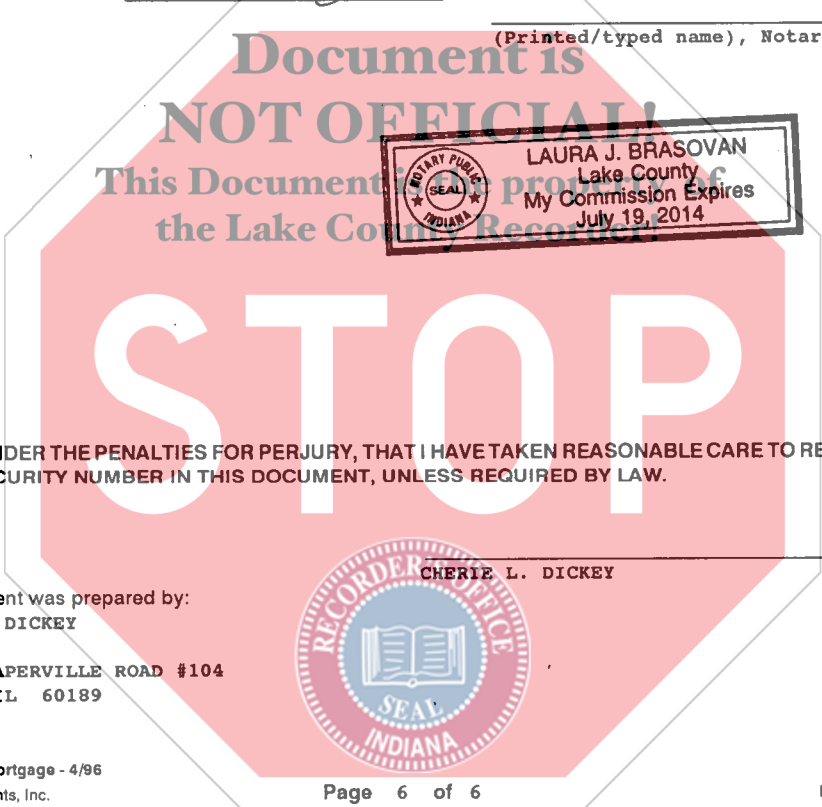 (Printed/typed name), Notar
Document is
NOT OFFICIAL!
This Document is the property of
the Lake County Recorder!
NOTARY PUBLIC
SEAL
INDIANA
LAURA J. BRASOVAN
Lake County
My Commission Expires
July 19, 2014
STOP
DER THE PENALTIES FOR PERJURY, THAT I HAVE TAKEN REASONABLE CARE TO RE
CURITY NUMBER IN THIS DOCUMENT, UNLESS REQUIRED BY LAW.
CHERIE L. DICKEY
RECORDER'S OFFICE
SEAL
INDIANA
ent was prepared by:
DICKEY
APERVILLE ROAD #104
IL 60189
ortgage - 4/96
nts, Inc.
Page 6 of 6